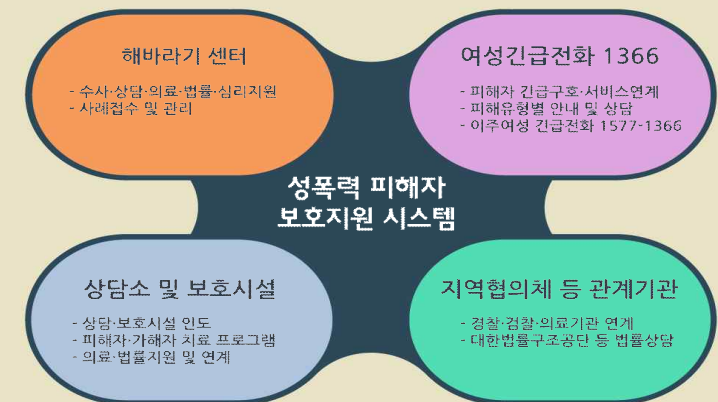 해바라기 센터
- 수사·상담·의료·법률·심리지원
- 사례접수 및 관리
여성긴급전화 1366
- 피해자 긴급구호·서비스연계
- 피해유형별 안내 및 상담
- 이주여성 긴급전화 1577-1366
성폭력 피해자
보호지원 시스템
상담소 및 보호시설
- 상담·보호시설 인도
- 피해자·가해자 치료 프로그램
- 의료·법률지원 및 연계
지역협의체 등 관계기관
- 경찰·검찰·의료기관 연계
- 대한법률구조공단 등 법률상담